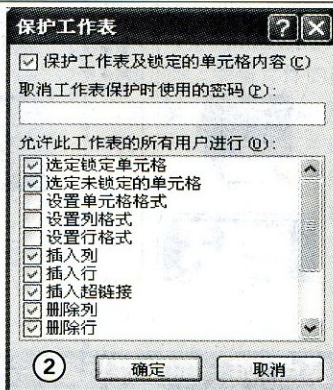 保护工作表
保护工作表及锁定的单元格内容(C)
取消工作表保护时使用的密码(P):
允许此工作表的所有用户进行(O):
选定锁定单元格
选定未锁定的单元格
设置单元格格式
设置列格式
设置行格式
插入列
插入行
插入超链接
删除列
删除行
② 确定 取消